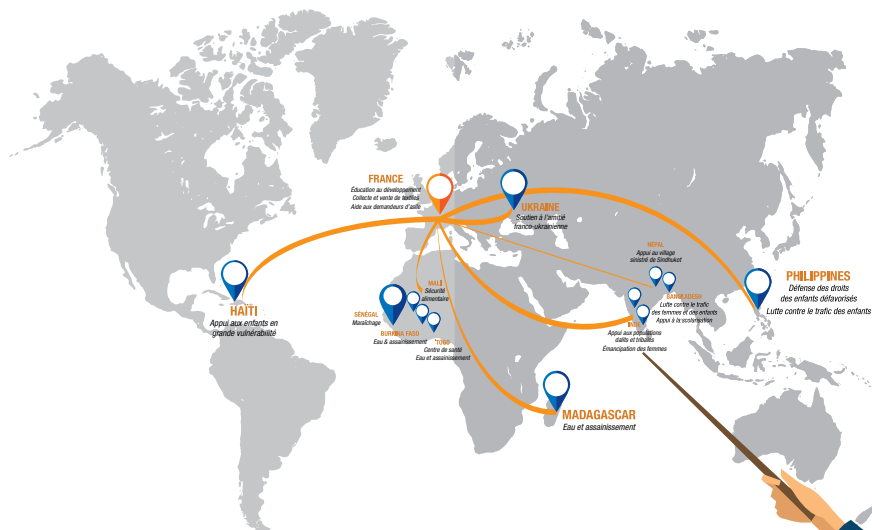 FRANCE
Éducation au développement
Collecte et vente de textiles
Aide aux demandeurs d'asile
UKRAINE
Soutien à l'amitié
franco-ukrainienne
NÉPAL
Appui au village
sinistré de Sindhuket
PHILIPPINES
Défense des droits
des enfants défavorisés
Lutte contre le trafic des enfants
BANGLADESH
Lutte contre le trafic
des femmes et des enfants
Appui à la scolarisation
INDE
Appui aux populations
dalits et tribales
Émancipation des femmes
HAÏTI
Appui aux enfants en
grande vulnérabilité
MALI
Sécurité
alimentaire
SÉNÉGAL
Maraîchage
BURKINA FASO
Eau & assainissement
TOGO
Centre de santé
Eau et assainissement
MADAGASCAR
Eau et assainissement